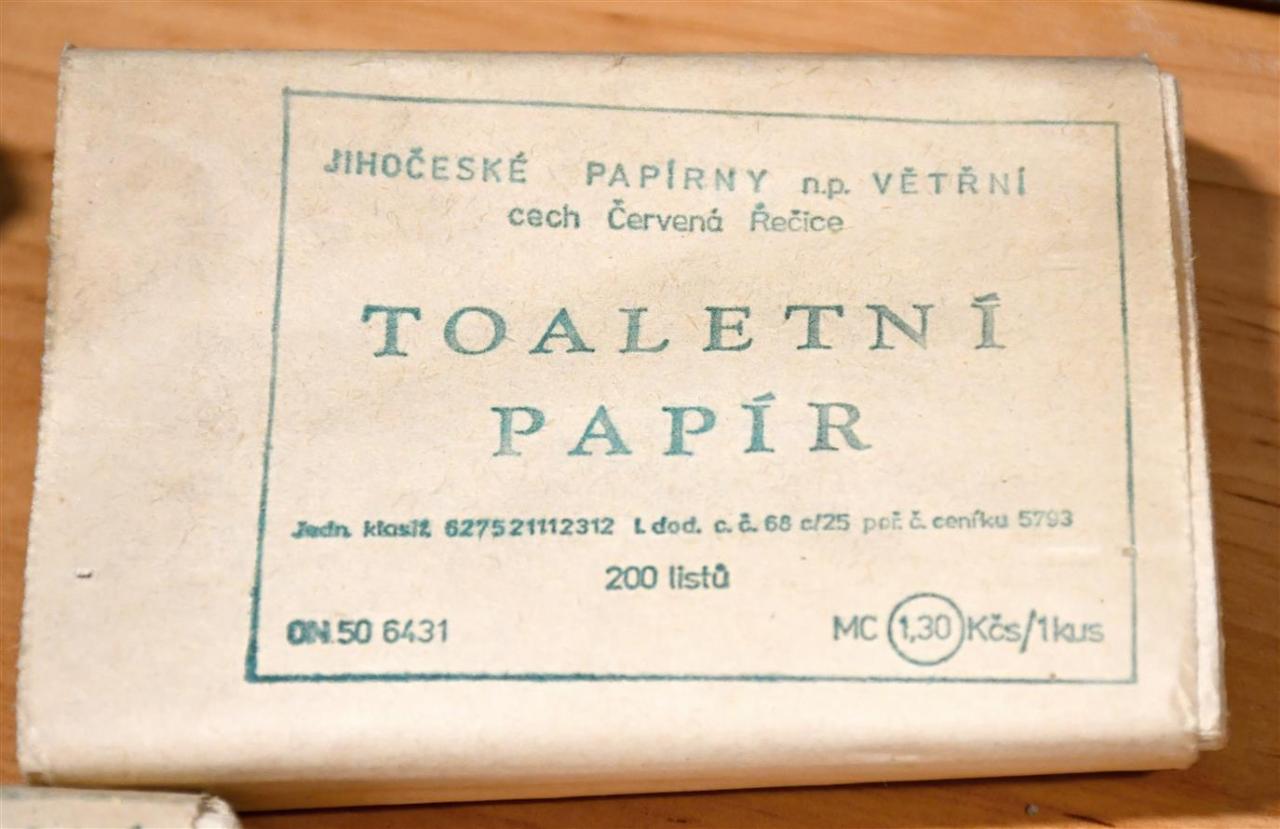 JIHOČESKÉ PAPÍRNY n.p. VĚTŘNÍ
cech Červená Řečice
TOALETNÍ
PAPÍR
Jedn. klasif. 627521112312 I. dod. c. č. 68 c/25 poř. č. ceníku 5793
200 listů
ON 50 6431 MC 1,30 Kčs/1kus